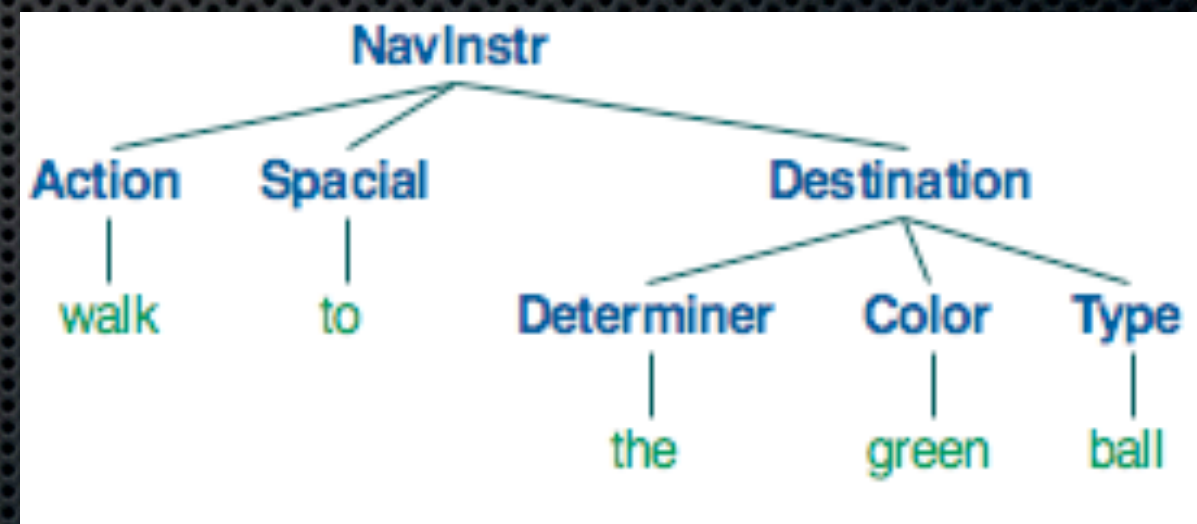 NavInstr
Action Spacial Destination
walk to Determiner Color Type
the green ball